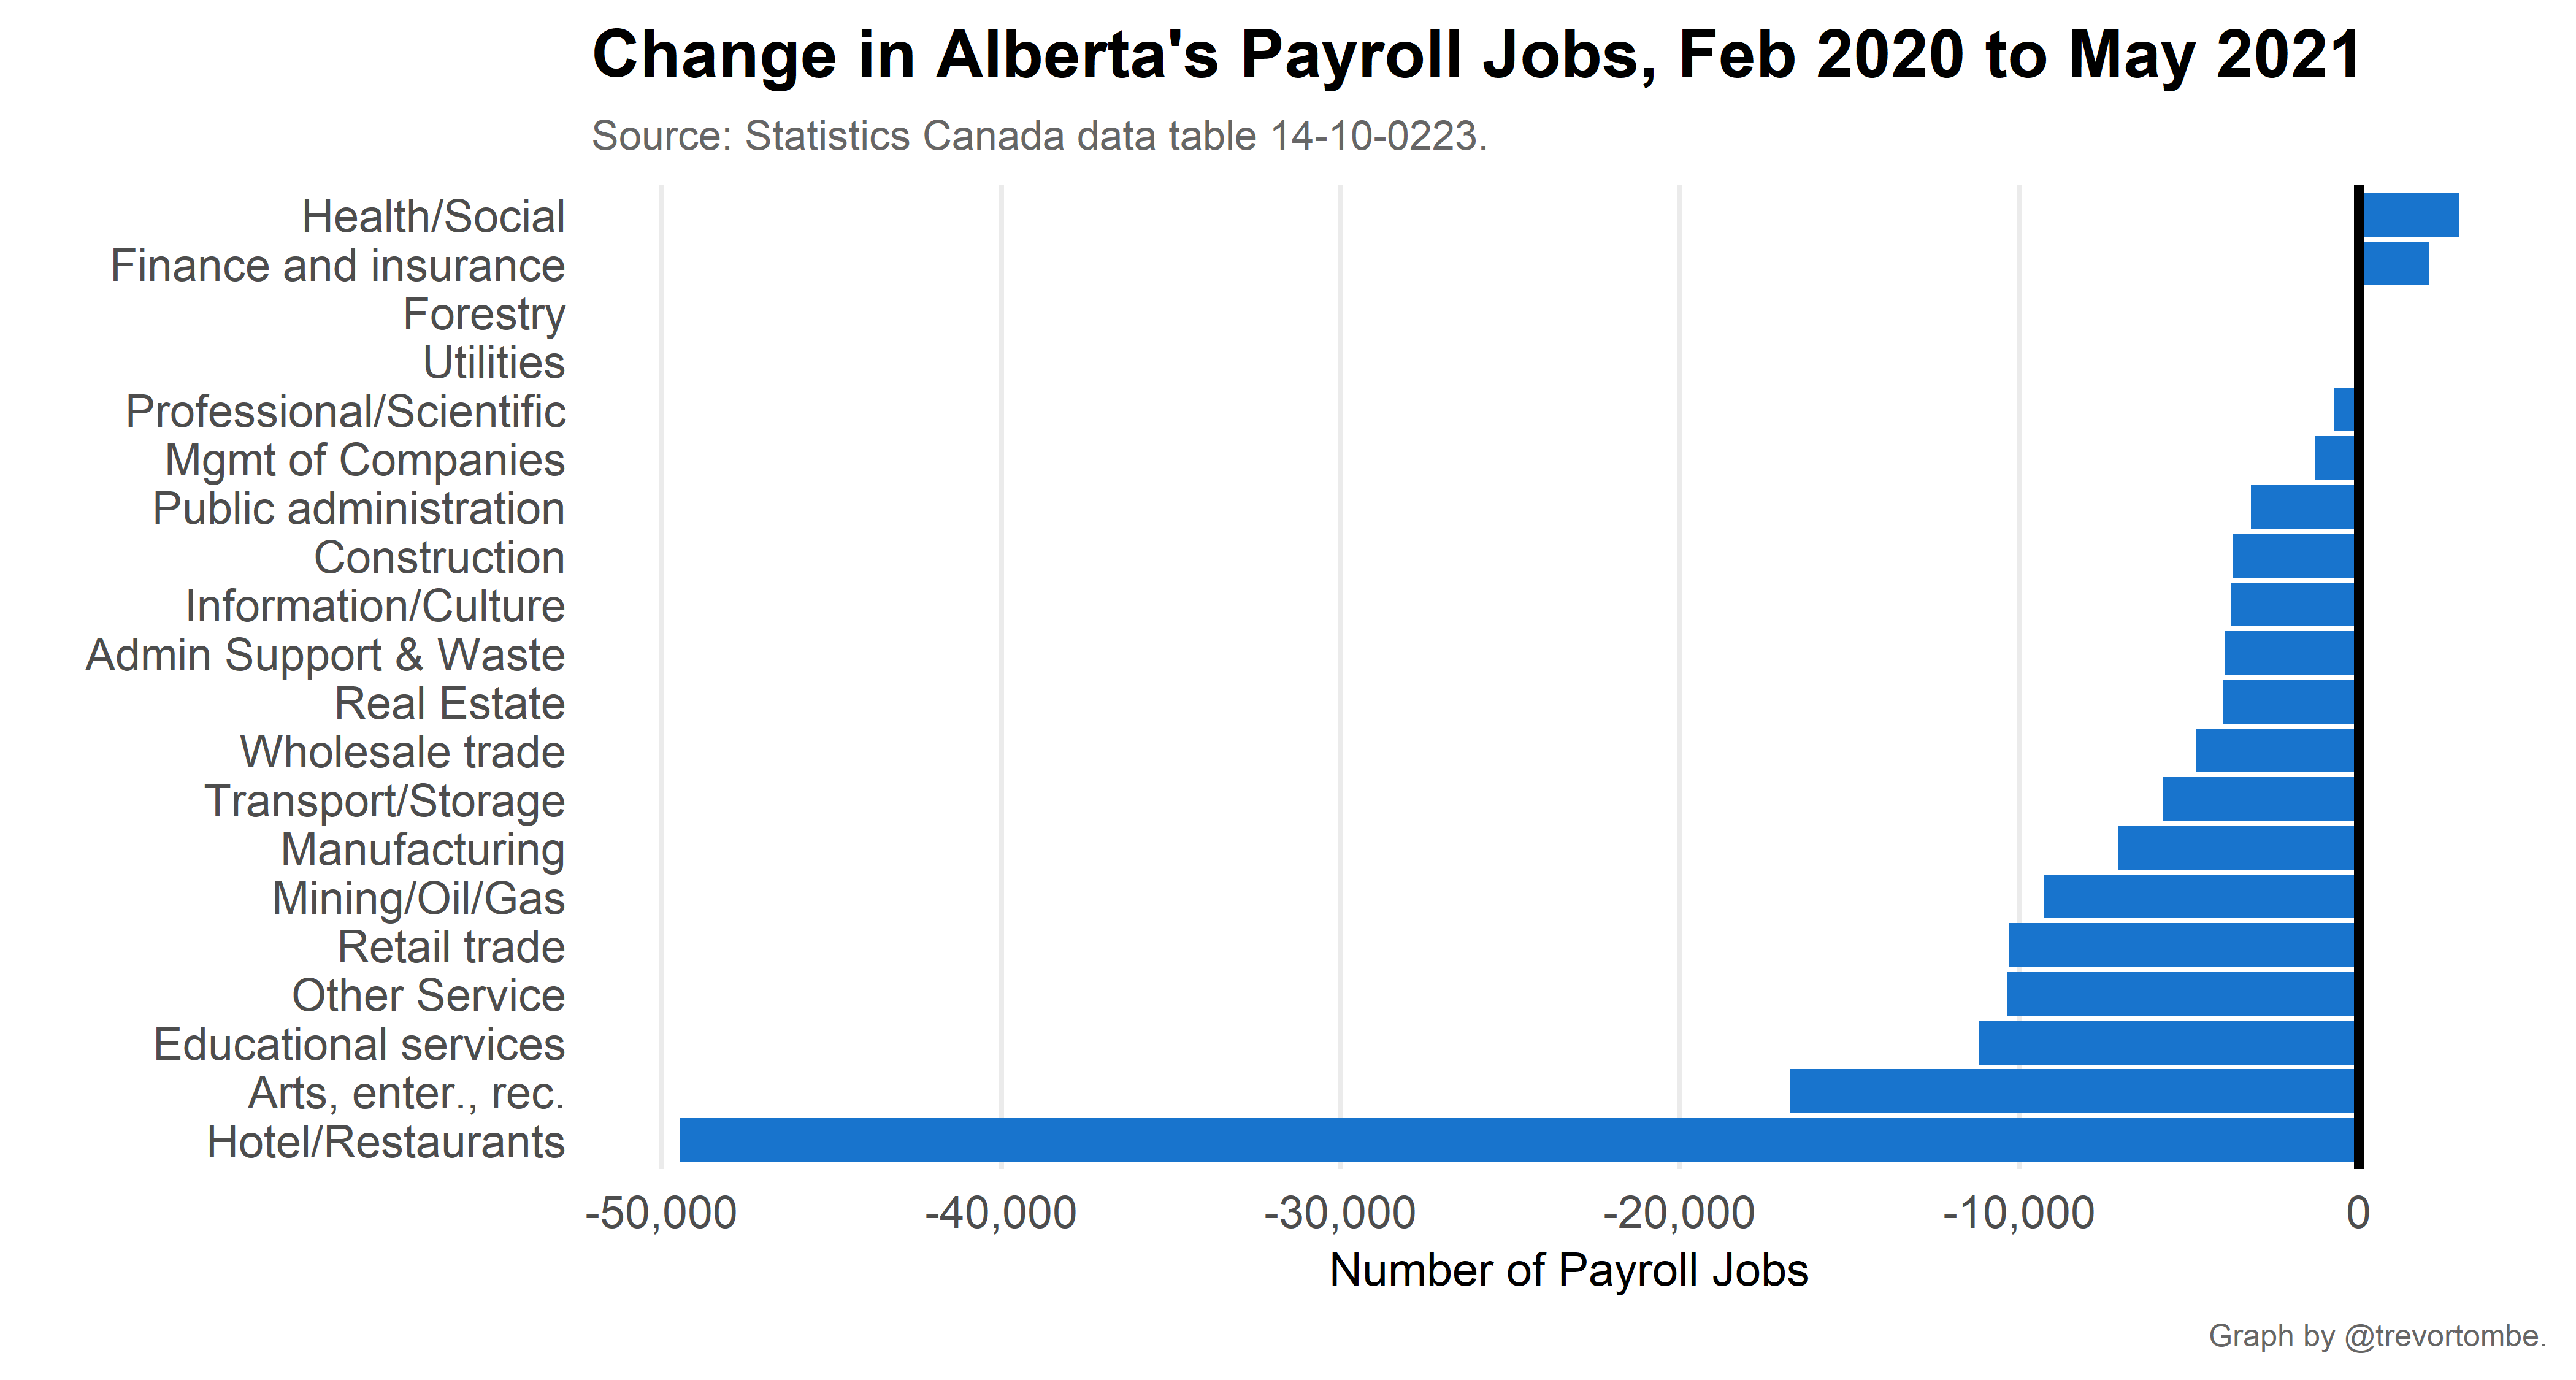 Change in Alberta's Payroll Jobs, Feb 2020 to May 2021
Source: Statistics Canada data table 14-10-0223.
Health/Social
Finance and insurance
Forestry
Utilities
Professional/Scientific
Mgmt of Companies
Public administration
Construction
Information/Culture
Admin Support & Waste
Real Estate
Wholesale trade
Transport/Storage
Manufacturing
Mining/Oil/Gas
Retail trade
Other Service
Educational services
Arts, enter., rec.
Hotel/Restaurants
-50,000 -40,000 -30,000 -20,000 -10,000 0
Number of Payroll Jobs
Graph by @trevortombe.